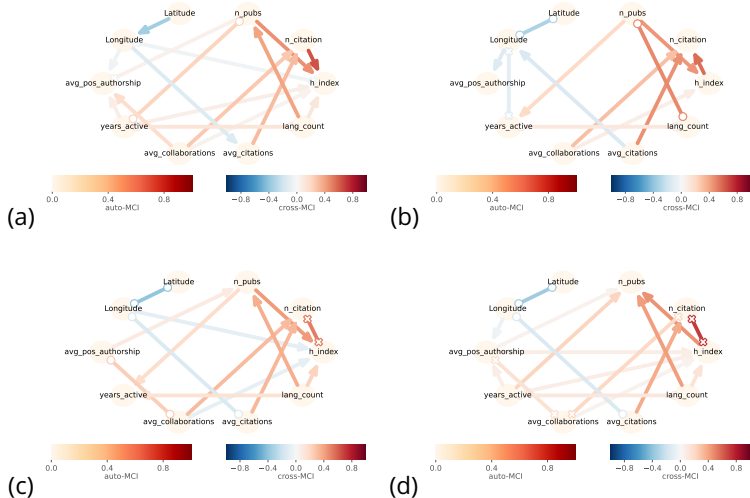 Latitude
n_pubs
Longitude
n_citation
avg_pos_authorship
h_index
years_active
lang_count
avg_collaborations
avg_citations
0.0 0.4 0.8
auto-MCI
−0.8 −0.4 0.0 0.4 0.8
cross-MCI
(a)
Latitude
n_pubs
Longitude
n_citation
avg_pos_authorship
h_index
years_active
lang_count
avg_collaborations
avg_citations
0.0 0.4 0.8
auto-MCI
−0.8 −0.4 0.0 0.4 0.8
cross-MCI
(b)
Latitude
n_pubs
Longitude
n_citation
avg_pos_authorship
h_index
years_active
lang_count
avg_collaborations
avg_citations
0.0 0.4 0.8
auto-MCI
−0.8 −0.4 0.0 0.4 0.8
cross-MCI
(c)
Latitude
n_pubs
Longitude
n_citation
avg_pos_authorship
h_index
years_active
lang_count
avg_collaborations
avg_citations
0.0 0.4 0.8
auto-MCI
−0.8 −0.4 0.0 0.4 0.8
cross-MCI
(d)